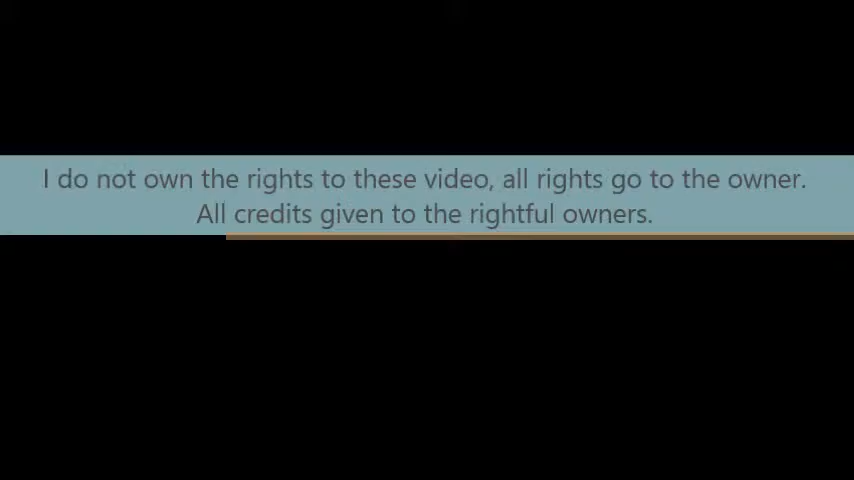 I do not own the rights to these video, all rights go to the owner.
All credits given to the rightful owners.